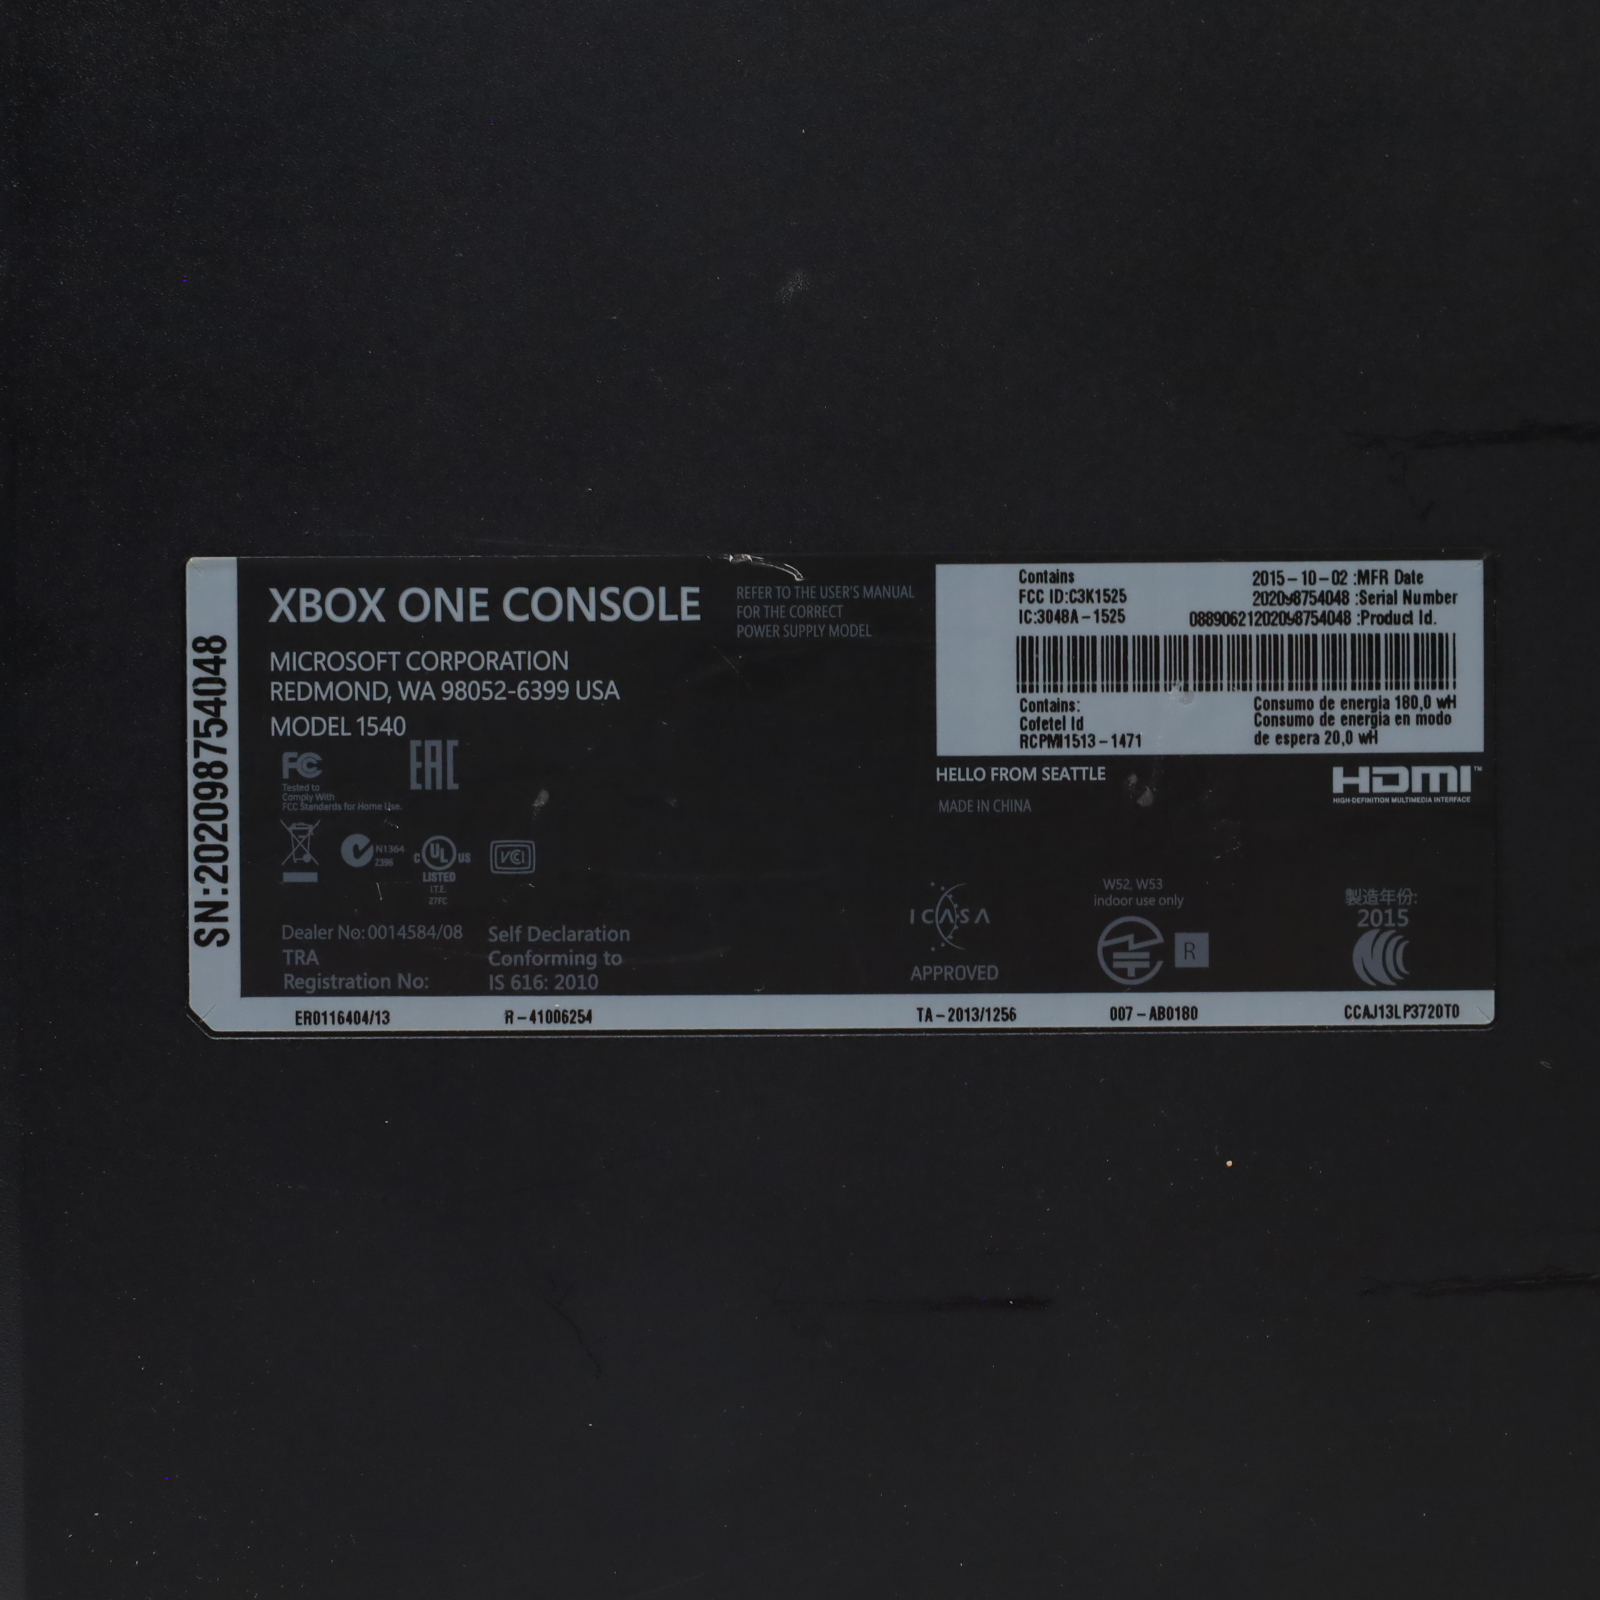 SN:202098754048
XBOX ONE CONSOLE
MICROSOFT CORPORATION
REDMOND, WA 98052-6399 USA
MODEL 1540
REFER TO THE USER'S MANUAL
FOR THE CORRECT
POWER SUPPLY MODEL
Contains
FCC ID:C3K1525
IC:3048A-1525
2015-10-02 :MFR Date
202098754048 :Serial Number
08890621202098754048 :Product Id.
Contains:
Cofetel Id
RCPMI1513-1471
Consumo de energia 180,0 wH
Consumo de energia en modo
de espera 20,0 wH
FC
Tested to
Comply With
FCC Standards for Home Use.
EAC
HELLO FROM SEATTLE
MADE IN CHINA
HDMI™
HIGH-DEFINITION MULTIMEDIA INTERFACE
N1364
Z396
c UL us
LISTED
I.T.E.
27FC
VCI
Dealer No: 0014584/08
TRA
Registration No:
Self Declaration
Conforming to
IS 616: 2010
ICASA
APPROVED
W52, W53
indoor use only
R
製造年份:
2015
ER0116404/13
R-41006254
TA-2013/1256
007-AB0180
CCAJ13LP3720T0